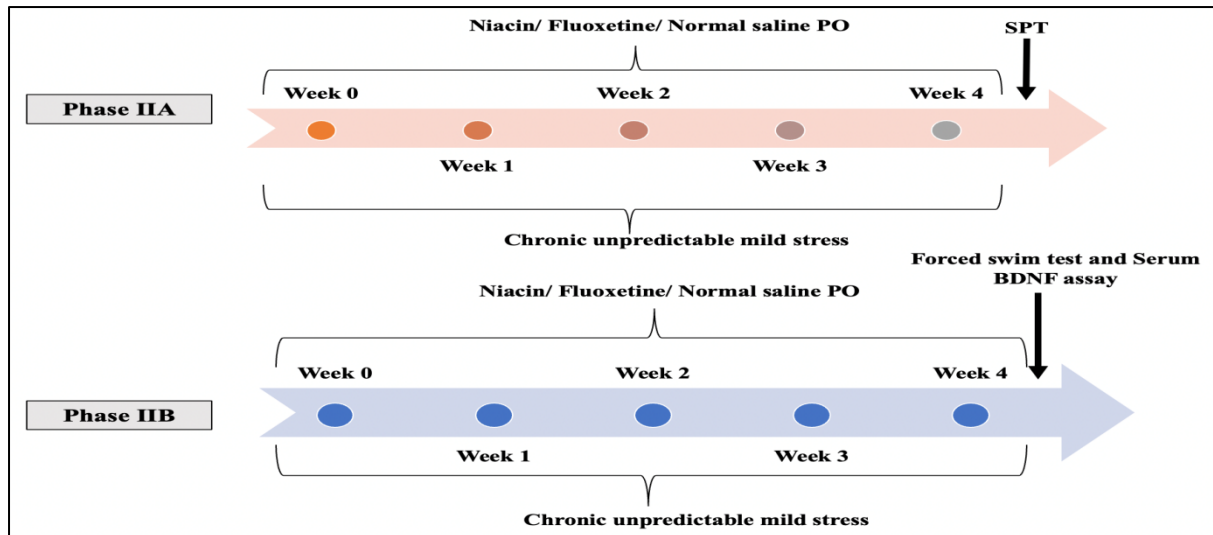 Niacin/ Fluoxetine/ Normal saline PO
SPT
Phase IIA
Week 0
Week 2
Week 4
Week 1
Week 3
Chronic unpredictable mild stress
Forced swim test and Serum
BDNF assay
Niacin/ Fluoxetine/ Normal saline PO
Phase IIB
Week 0
Week 2
Week 4
Week 1
Week 3
Chronic unpredictable mild stress